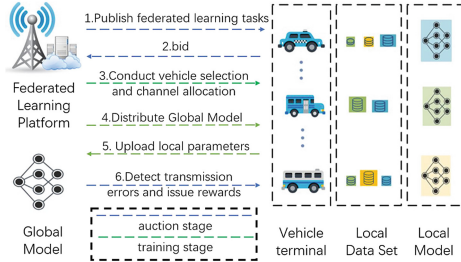 1.Publish federated learning tasks
2.bid
3.Conduct vehicle selection
and channel allocation
4.Distribute Global Model
5. Upload local parameters
6.Detect transmission
errors and issue rewards
Federated
Learning
Platform
Global
Model
auction stage
training stage
Vehicle
terminal
Local
Data Set
Local
Model